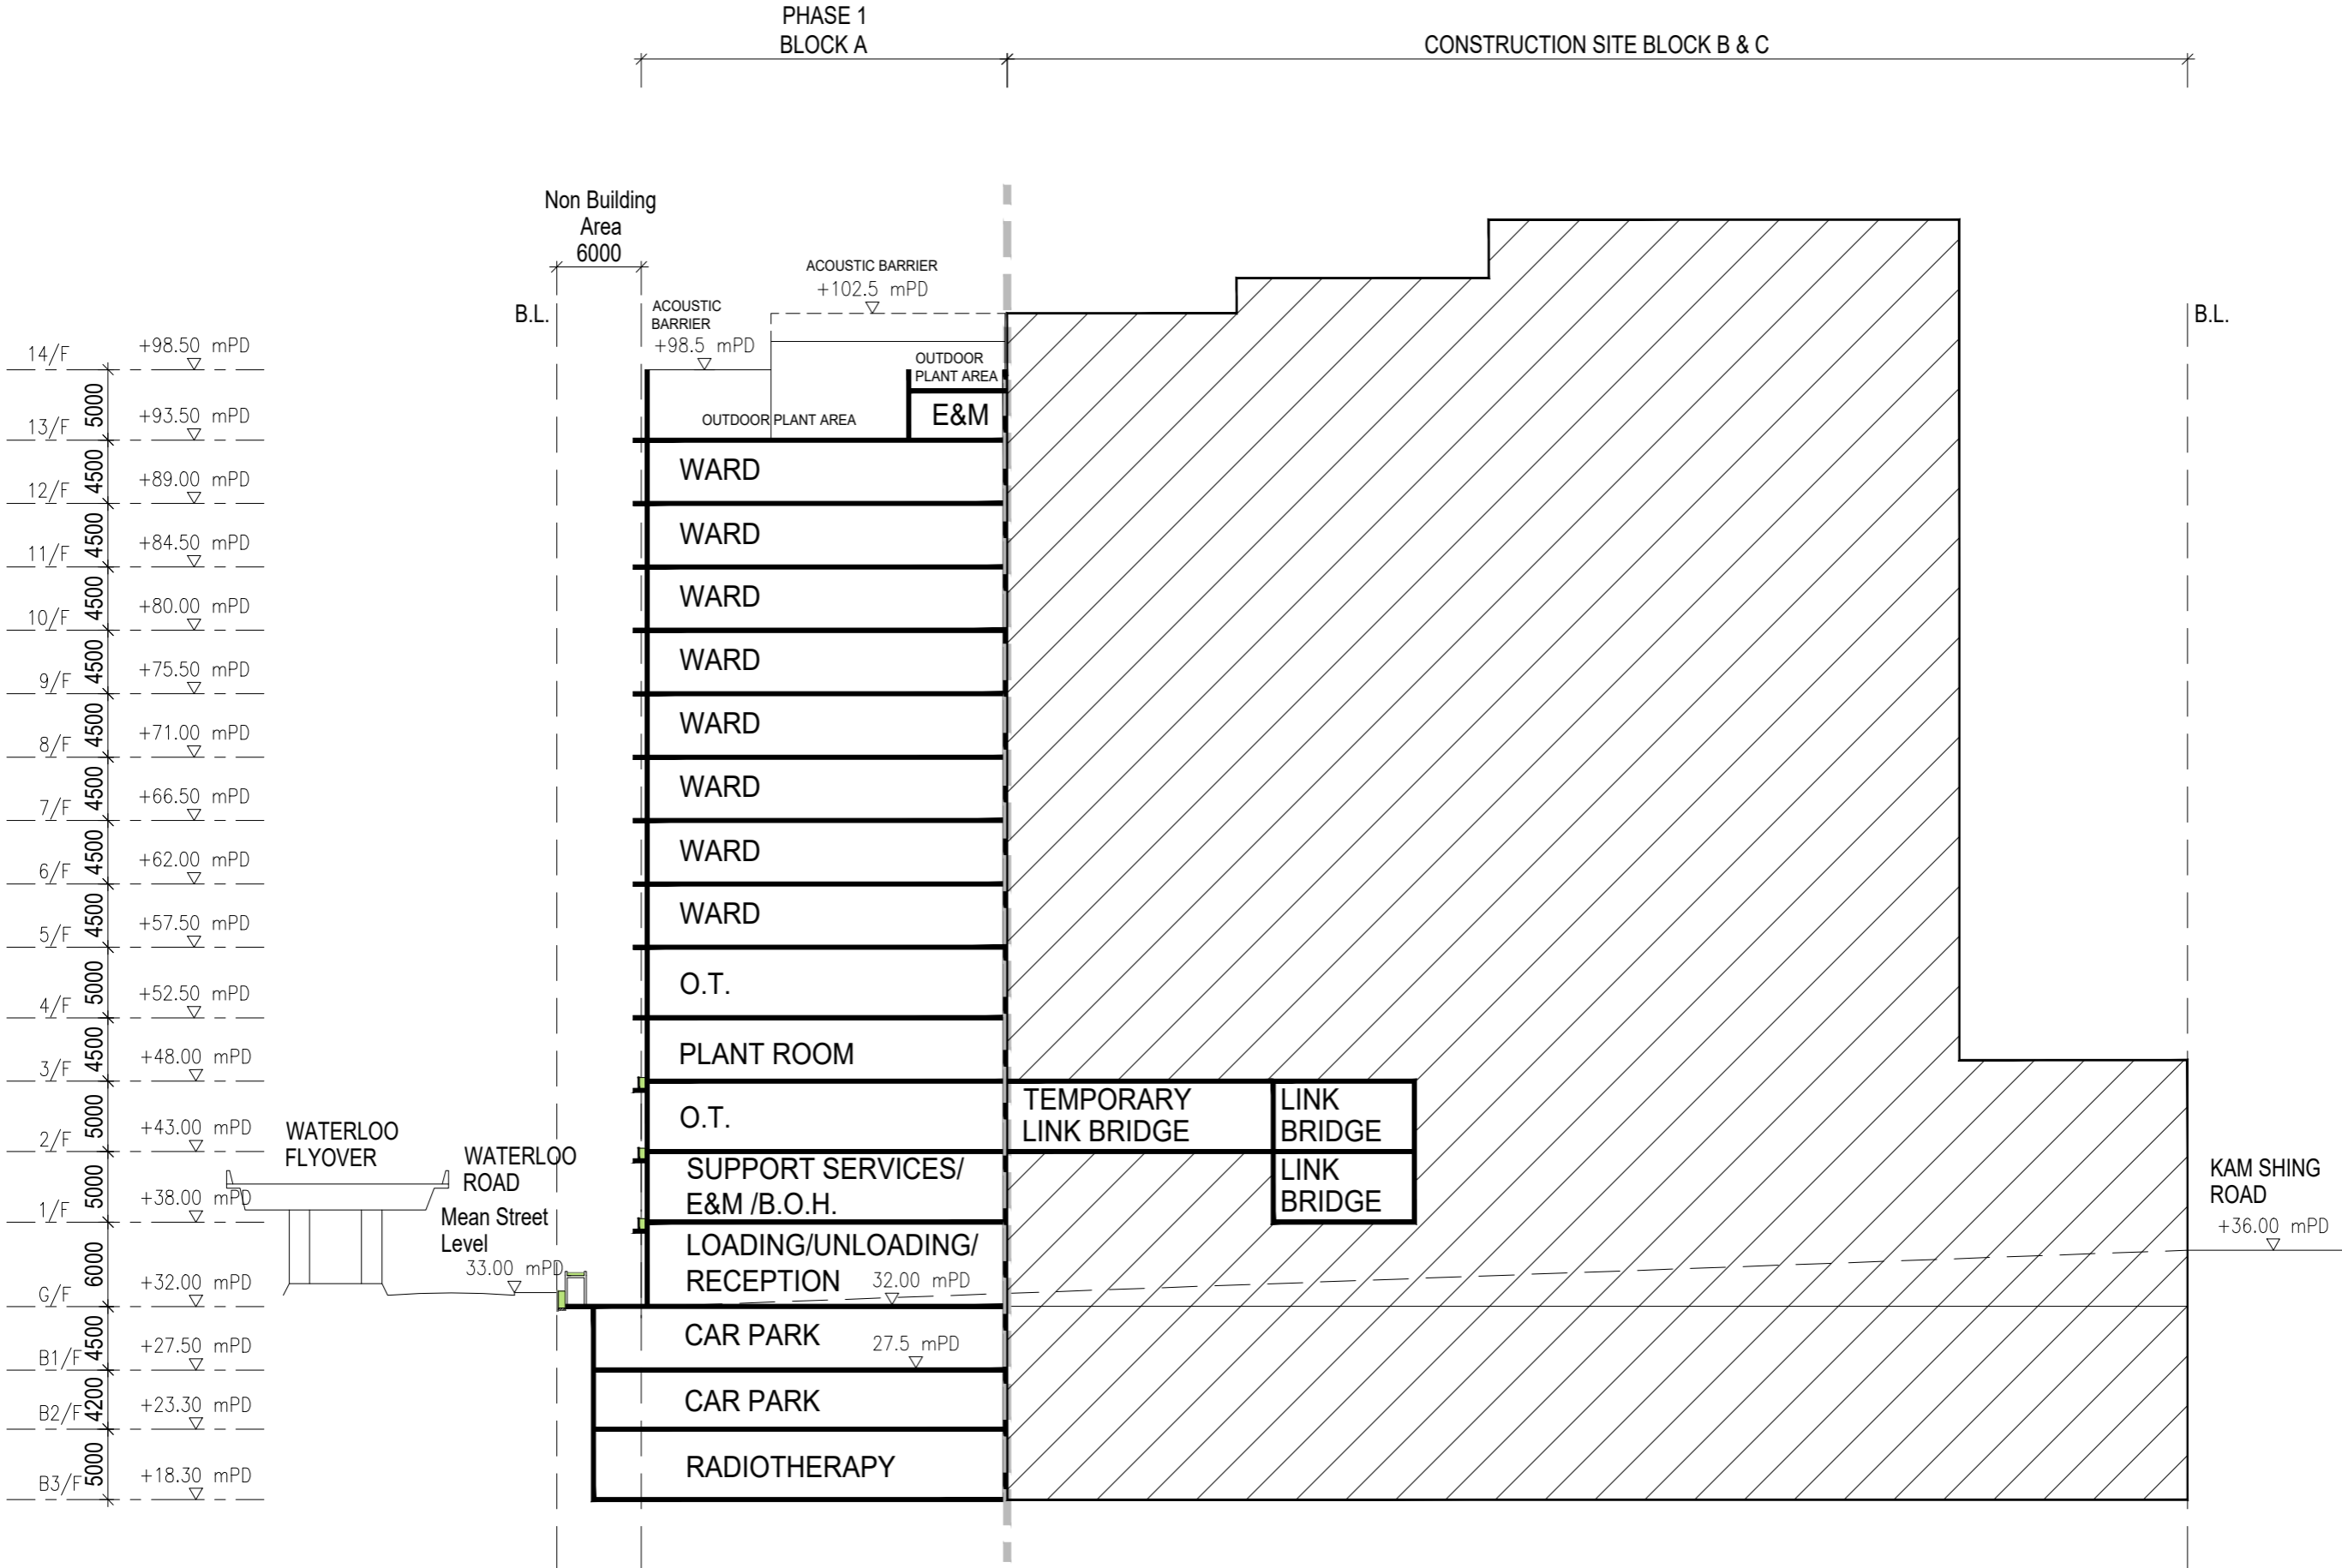 PHASE 1
BLOCK A
CONSTRUCTION SITE BLOCK B & C
Non Building
Area
6000
B.L.
ACOUSTIC BARRIER
+102.5 mPD
ACOUSTIC
BARRIER
+98.5 mPD
B.L.
OUTDOOR
PLANT AREA
E&M
OUTDOOR PLANT AREA
14/F +98.50 mPD
5000
13/F +93.50 mPD
4500
WARD
12/F +89.00 mPD
4500
WARD
11/F +84.50 mPD
4500
WARD
10/F +80.00 mPD
4500
WARD
9/F +75.50 mPD
4500
WARD
8/F +71.00 mPD
4500
WARD
7/F +66.50 mPD
4500
WARD
6/F +62.00 mPD
4500
WARD
5/F +57.50 mPD
5000
O.T.
4/F +52.50 mPD
4500
PLANT ROOM
3/F +48.00 mPD
5000
O.T.
TEMPORARY
LINK BRIDGE
LINK
BRIDGE
2/F +43.00 mPD
5000
WATERLOO
FLYOVER
WATERLOO
ROAD
SUPPORT SERVICES/
E&M /B.O.H.
LINK
BRIDGE
KAM SHING
ROAD
+36.00 mPD
1/F +38.00 mPD
6000
Mean Street
Level
33.00 mPD
LOADING/UNLOADING/
RECEPTION
32.00 mPD
G/F +32.00 mPD
4500
CAR PARK
27.5 mPD
B1/F +27.50 mPD
4200
CAR PARK
B2/F +23.30 mPD
5000
RADIOTHERAPY
B3/F +18.30 mPD